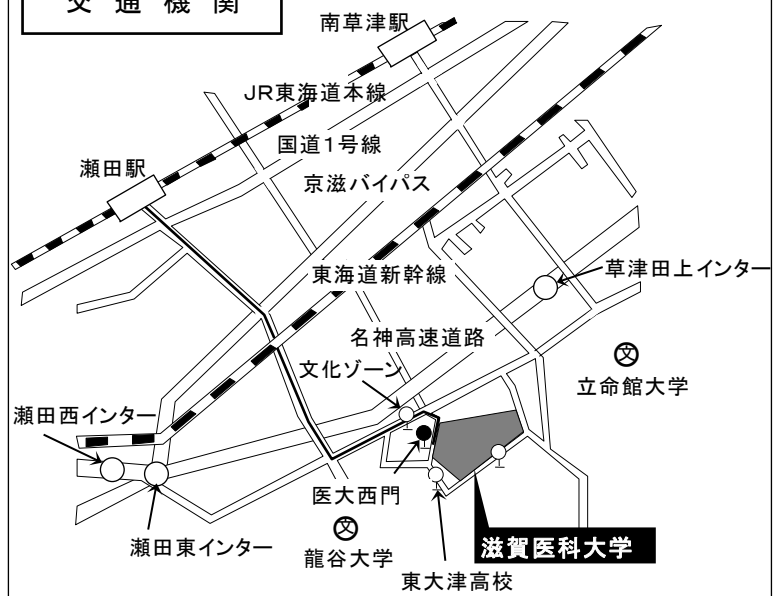 交通機関
南草津駅
JR東海道本線
国道1号線
瀬田駅
京滋バイパス
東海道新幹線
草津田上インター
名神高速道路
文化ゾーン
文
立命館大学
瀬田西インター
医大西門
文
瀬田東インター
龍谷大学
滋賀医科大学
東大津高校